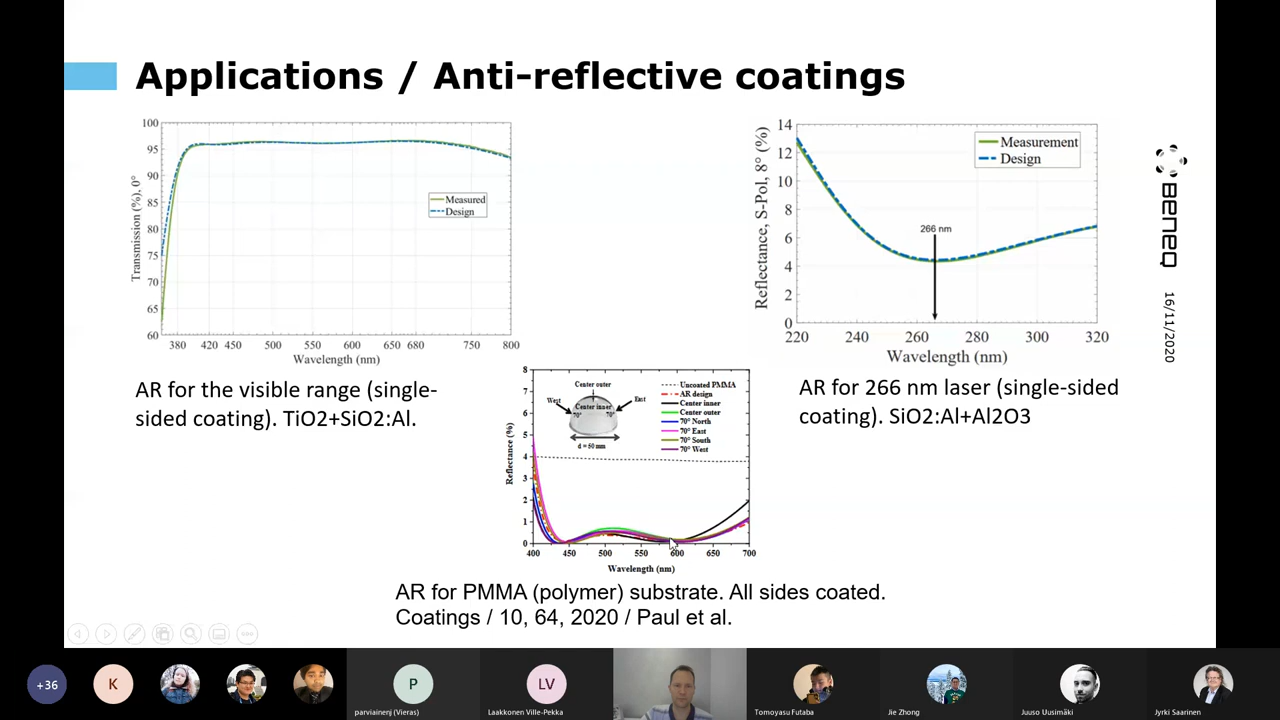 Applications / Anti-reflective coatings
100
95
90
85
80
75
70
65
60
Transmission (%), 0°
Measured
Design
380 420 450 500 550 600 650 680 750 800
Wavelength (nm)
AR for the visible range (single-
sided coating). TiO2+SiO2:Al.
14
12
10
8
6
4
2
0
Reflectance, S-Pol, 8° (%)
Measurement
Design
266 nm
220 240 260 280 300 320
Wavelength (nm)
AR for 266 nm laser (single-sided
coating). SiO2:Al+Al2O3
Beneq
16/11/2020
8
7
6
5
4
3
2
1
0
Reflectance (%)
Center outer
West
East
Center inner
70° 70°
d = 50 mm
Uncoated PMMA
AR design
Center inner
Center outer
70° North
70° East
70° South
70° West
400 450 500 550 600 650 700
Wavelength (nm)
AR for PMMA (polymer) substrate. All sides coated.
Coatings / 10, 64, 2020 / Paul et al.
+36
K
P
LV
parviainenj (Vieras)
Laakkonen Ville-Pekka
Tomoyasu Futaba
Jie Zhong
Juuso Uusimäki
Jyrki Saarinen